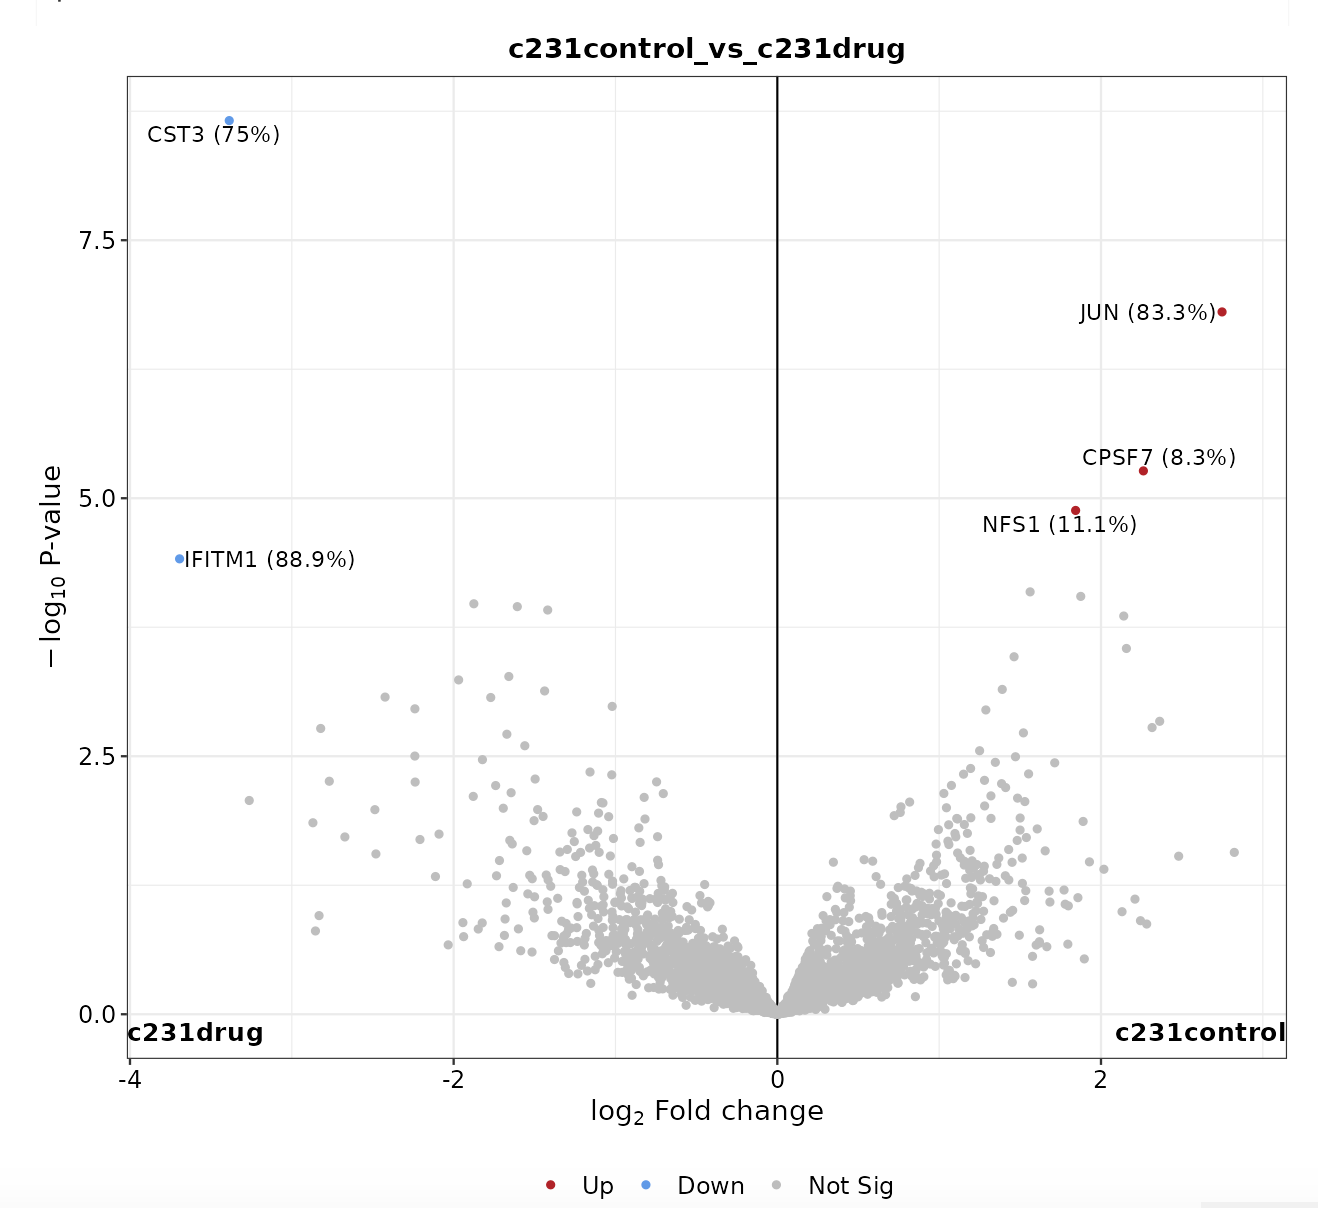 c231control_vs_c231drug
CST3 (75%)
7.5
JUN (83.3%)
CPSF7 (8.3%)
5.0
NFS1 (11.1%)
IFITM1 (88.9%)
−log10 P-value
2.5
0.0
c231drug
c231control
-4
-2
0
2
log2 Fold change
Up
Down
Not Sig